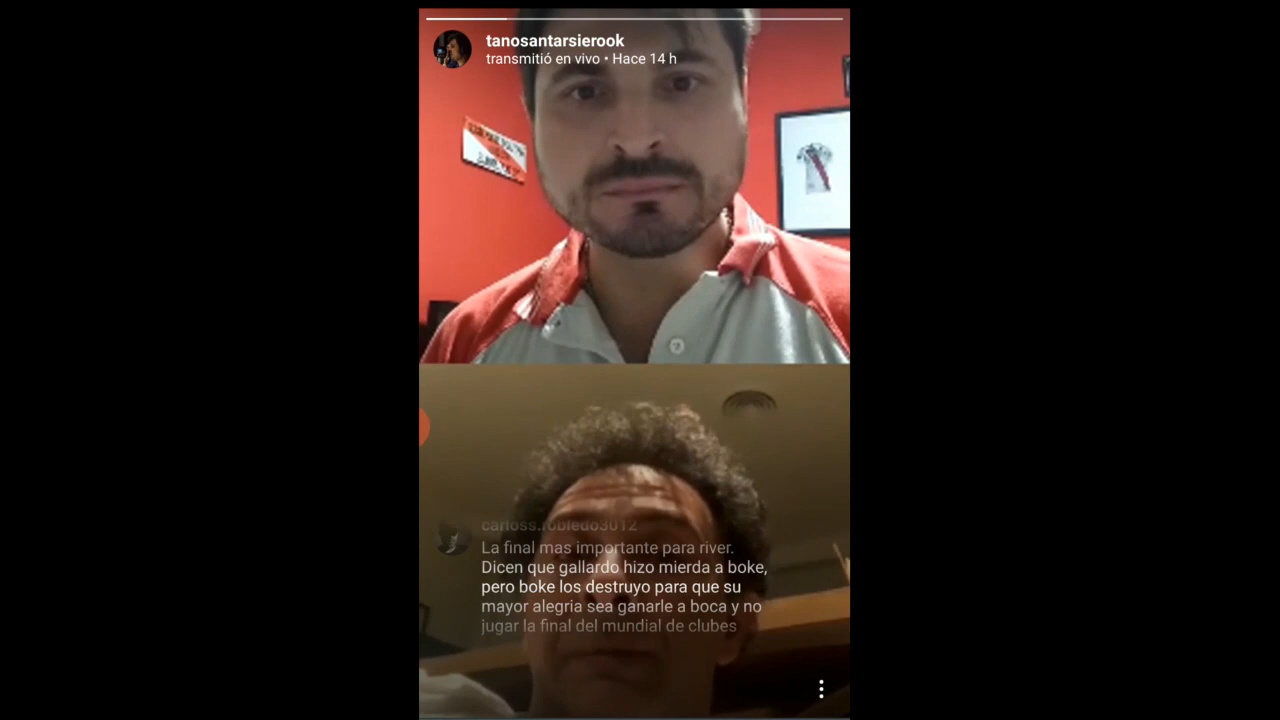 tanosantarsierook
transmitió en vivo • Hace 14 h
carloss.robledo3012
La final mas importante para river.
Dicen que gallardo hizo mierda a boke,
pero boke los destruyo para que su
mayor alegria sea ganarle a boca y no
jugar la final del mundial de clubes